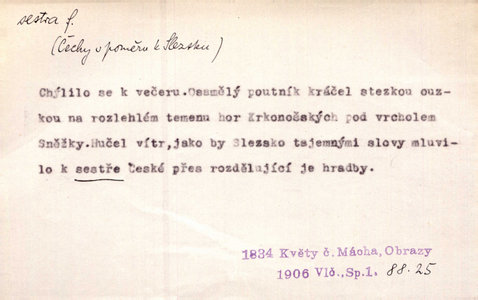 sestra f.
(Čechy v poměru k Slezsku)
Chýlilo se k večeru.Osamělý poutník kráčel stezkou ouz-
kou na rozlehlém temenu hor Krkonošských pod vrcholem
Sněžky.Hučel vítr,jako by Slezsko tajemnými slovy mluvi-
lo k sestře České přes rozdělující je hradby.
1834 Květy č. Mácha, Obrazy
1906 Vlč., Sp.1. 88.25